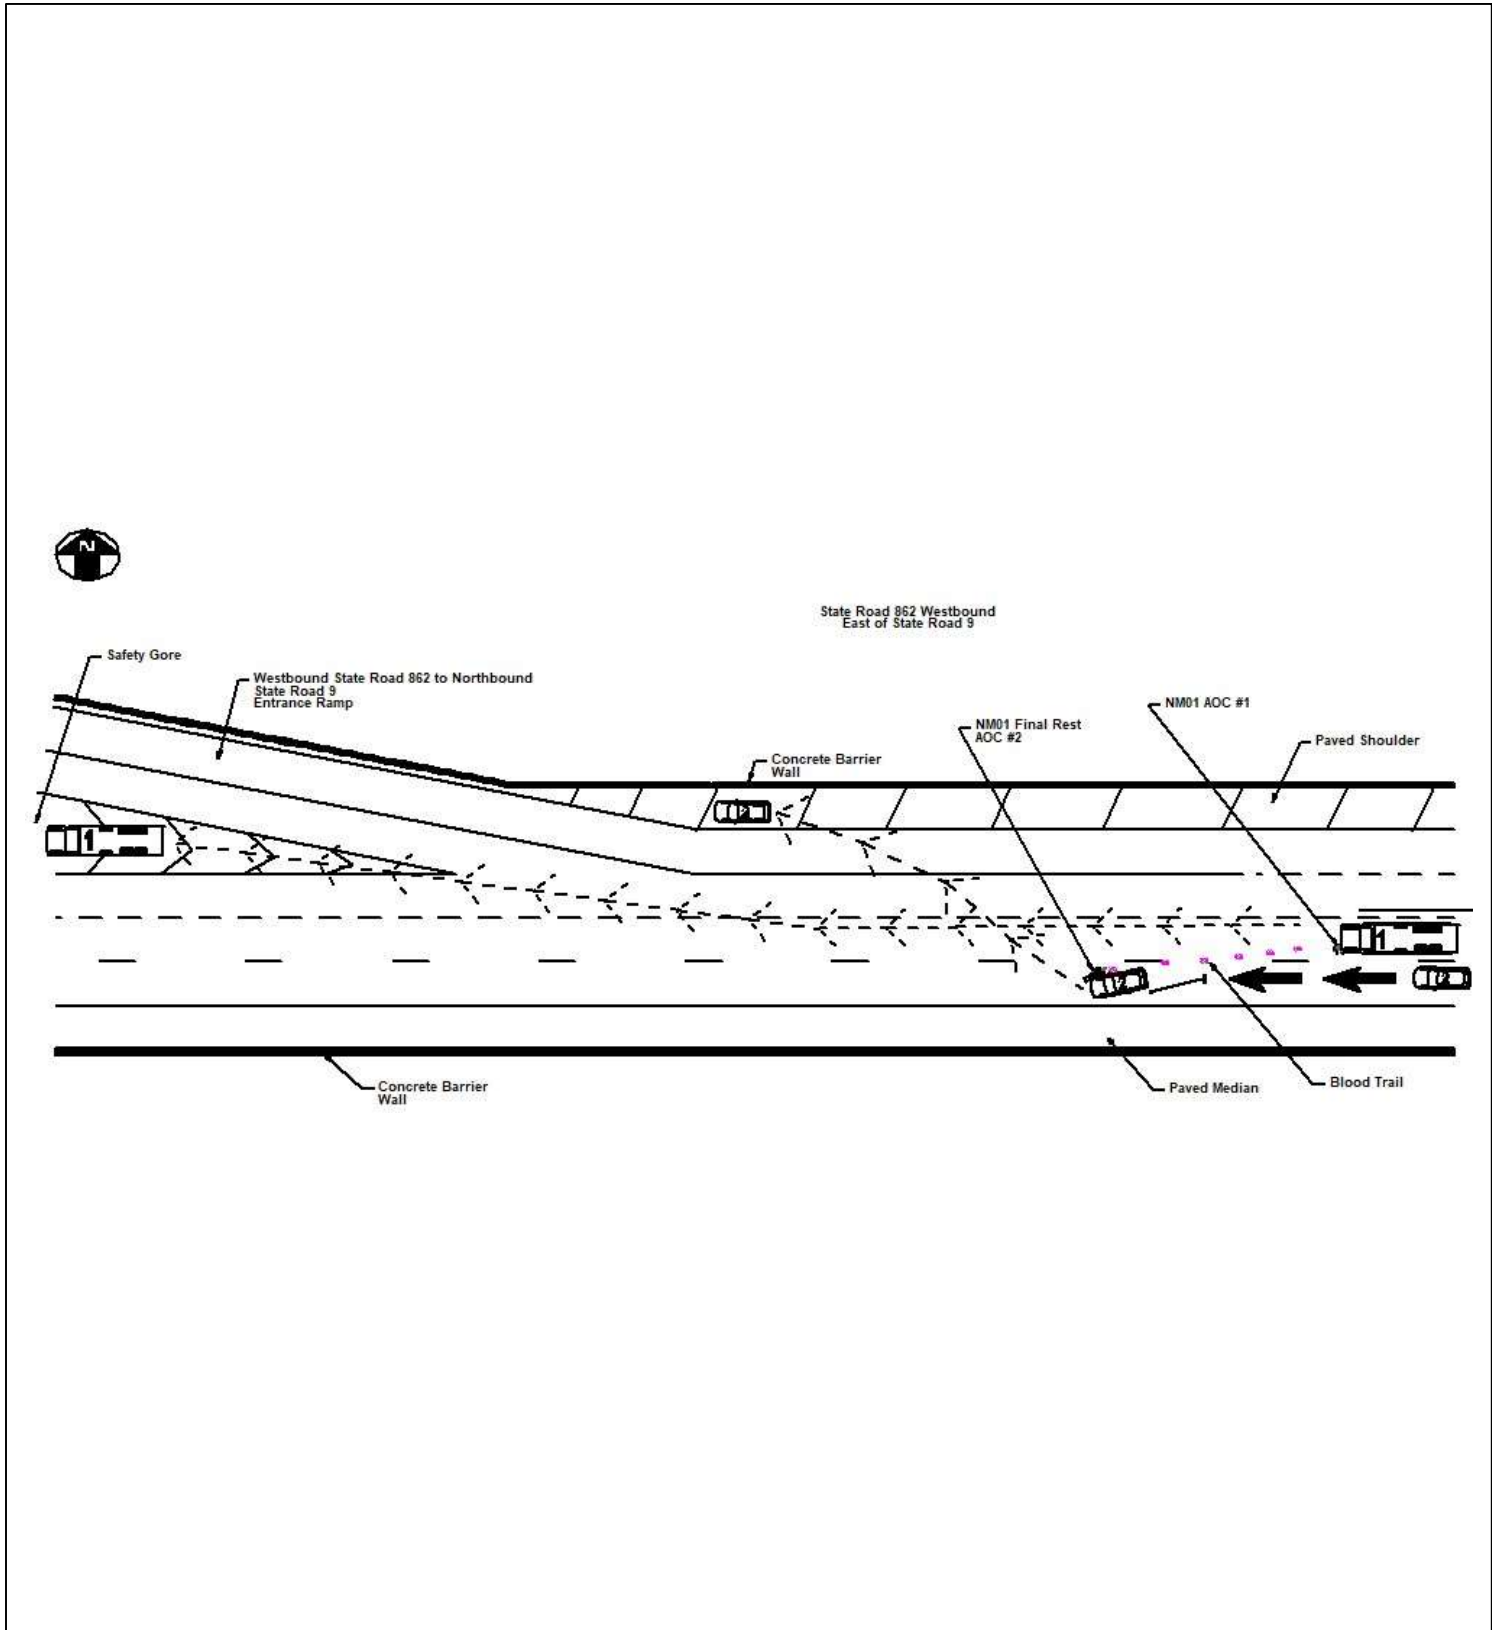 N
State Road 862 Westbound
East of State Road 9
Safety Gore
Westbound State Road 862 to Northbound
State Road 9
Entrance Ramp
NM01 AOC #1
NM01 Final Rest
AOC #2
Paved Shoulder
Concrete Barrier
Wall
2
1
1
2
2
Concrete Barrier
Wall
Paved Median
Blood Trail